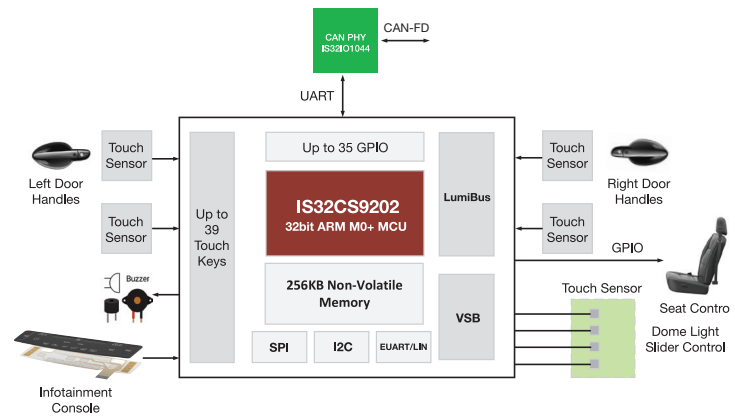 CAN PHY
IS32IO1044
CAN-FD
UART
Touch
Sensor
Left Door
Handles
Touch
Sensor
Buzzer
Infotainment
Console
Up to
39
Touch
Keys
Up to 35 GPIO
IS32CS9202
32bit ARM M0+ MCU
256KB Non-Volatile
Memory
SPI
I2C
EUART/LIN
LumiBus
VSB
Touch
Sensor
Right Door
Handles
Touch
Sensor
GPIO
Seat Contro
Touch Sensor
Dome Light
Slider Control